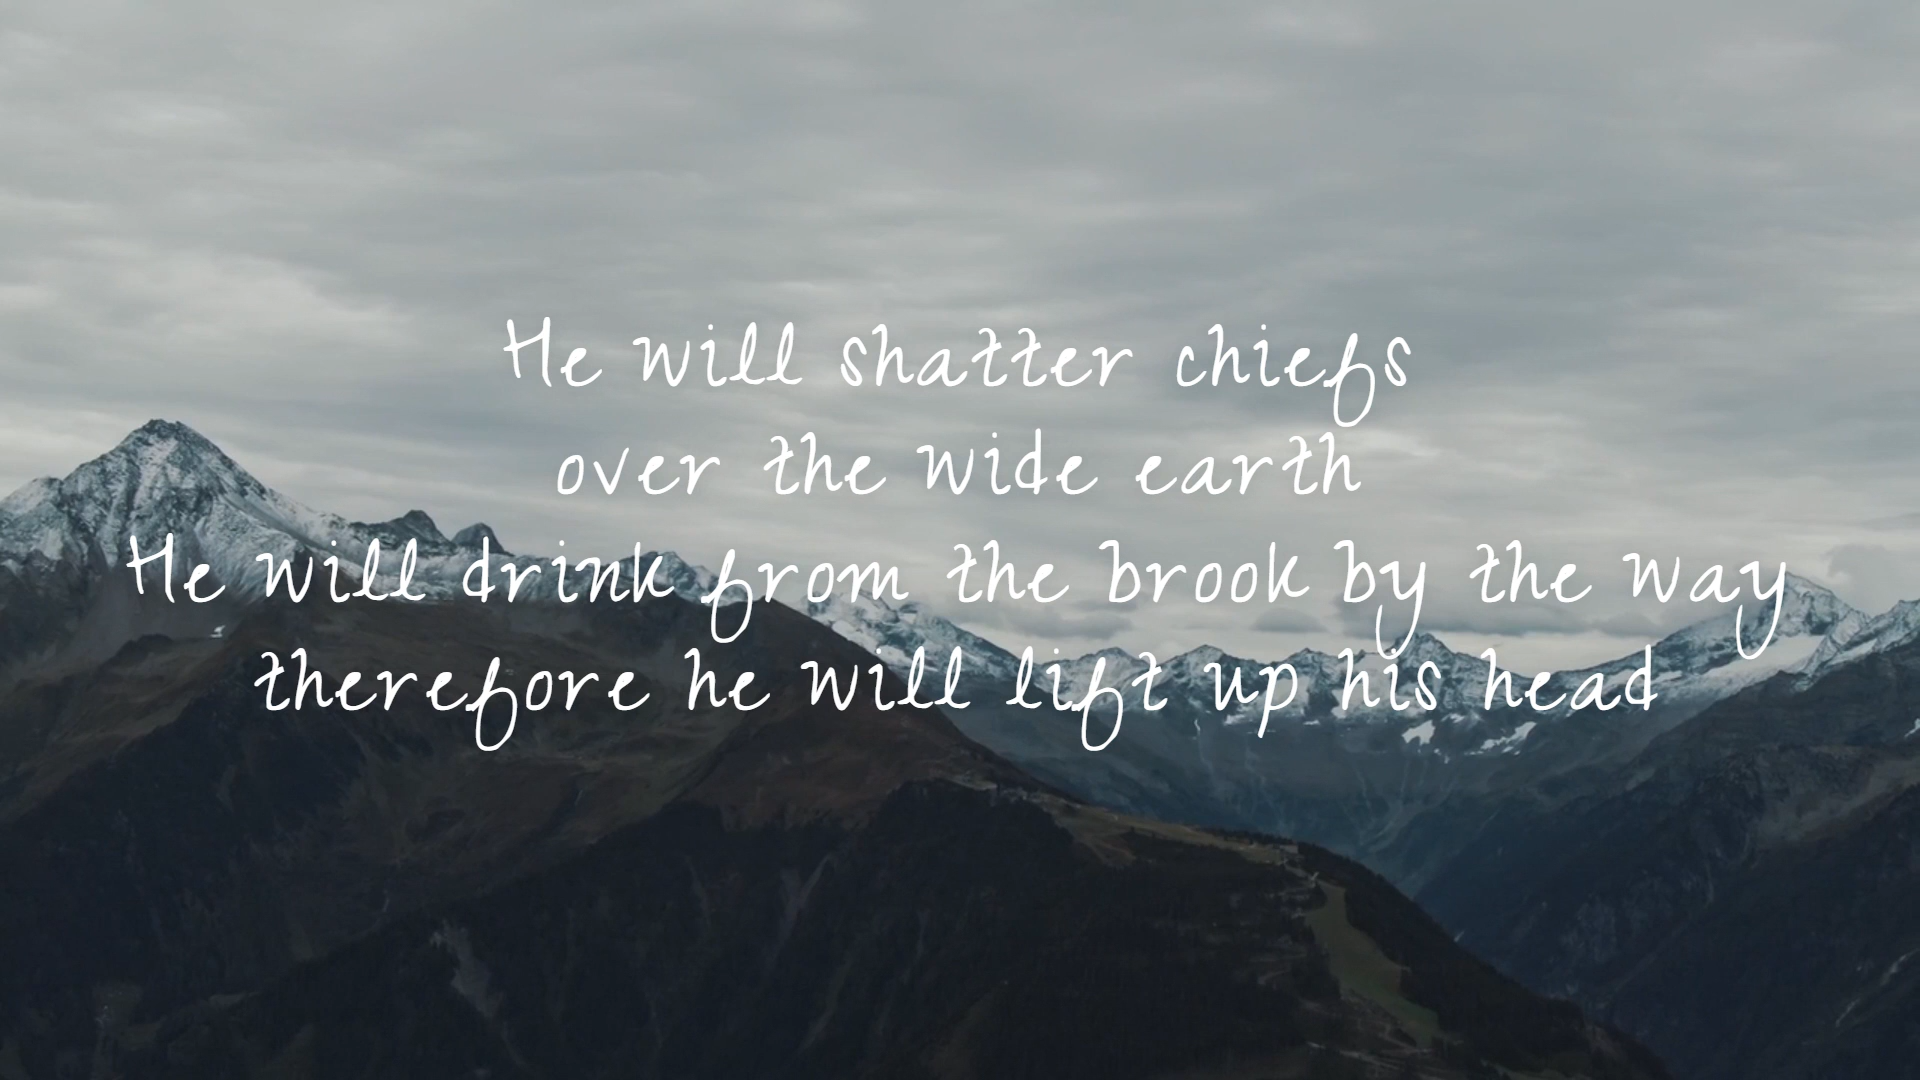 He will shatter chiefs
over the wide earth
He will drink from the brook by the way
therefore he will lift up his head